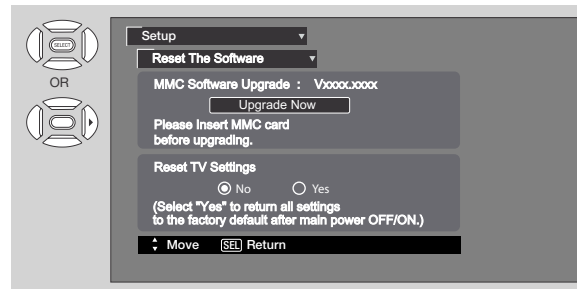 SELECT
OR
Setup
Reset The Software
MMC Software Upgrade : Vxxxx.xxxx
Upgrade Now
Please Insert MMC card
before upgrading.
Reset TV Settings
No Yes
(Select "Yes" to return all settings
to the factory default after main power OFF/ON.)
Move SEL Return